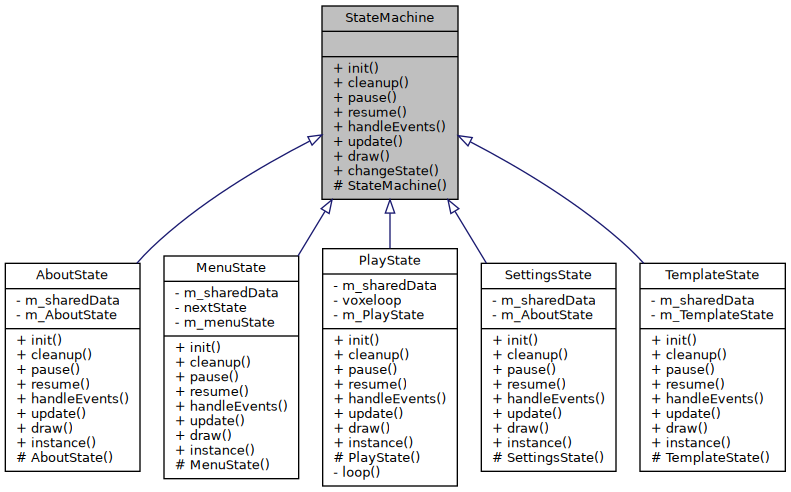 StateMachine
+ init()
+ cleanup()
+ pause()
+ resume()
+ handleEvents()
+ update()
+ draw()
+ changeState()
# StateMachine()
AboutState
- m_sharedData
- m_AboutState
+ init()
+ cleanup()
+ pause()
+ resume()
+ handleEvents()
+ update()
+ draw()
+ instance()
# AboutState()
MenuState
- m_sharedData
- nextState
- m_menuState
+ init()
+ cleanup()
+ pause()
+ resume()
+ handleEvents()
+ update()
+ draw()
+ instance()
# MenuState()
PlayState
- m_sharedData
- voxeloop
- m_PlayState
+ init()
+ cleanup()
+ pause()
+ resume()
+ handleEvents()
+ update()
+ draw()
+ instance()
# PlayState()
- loop()
SettingsState
- m_sharedData
- m_AboutState
+ init()
+ cleanup()
+ pause()
+ resume()
+ handleEvents()
+ update()
+ draw()
+ instance()
# SettingsState()
TemplateState
- m_sharedData
- m_TemplateState
+ init()
+ cleanup()
+ pause()
+ resume()
+ handleEvents()
+ update()
+ draw()
+ instance()
# TemplateState()